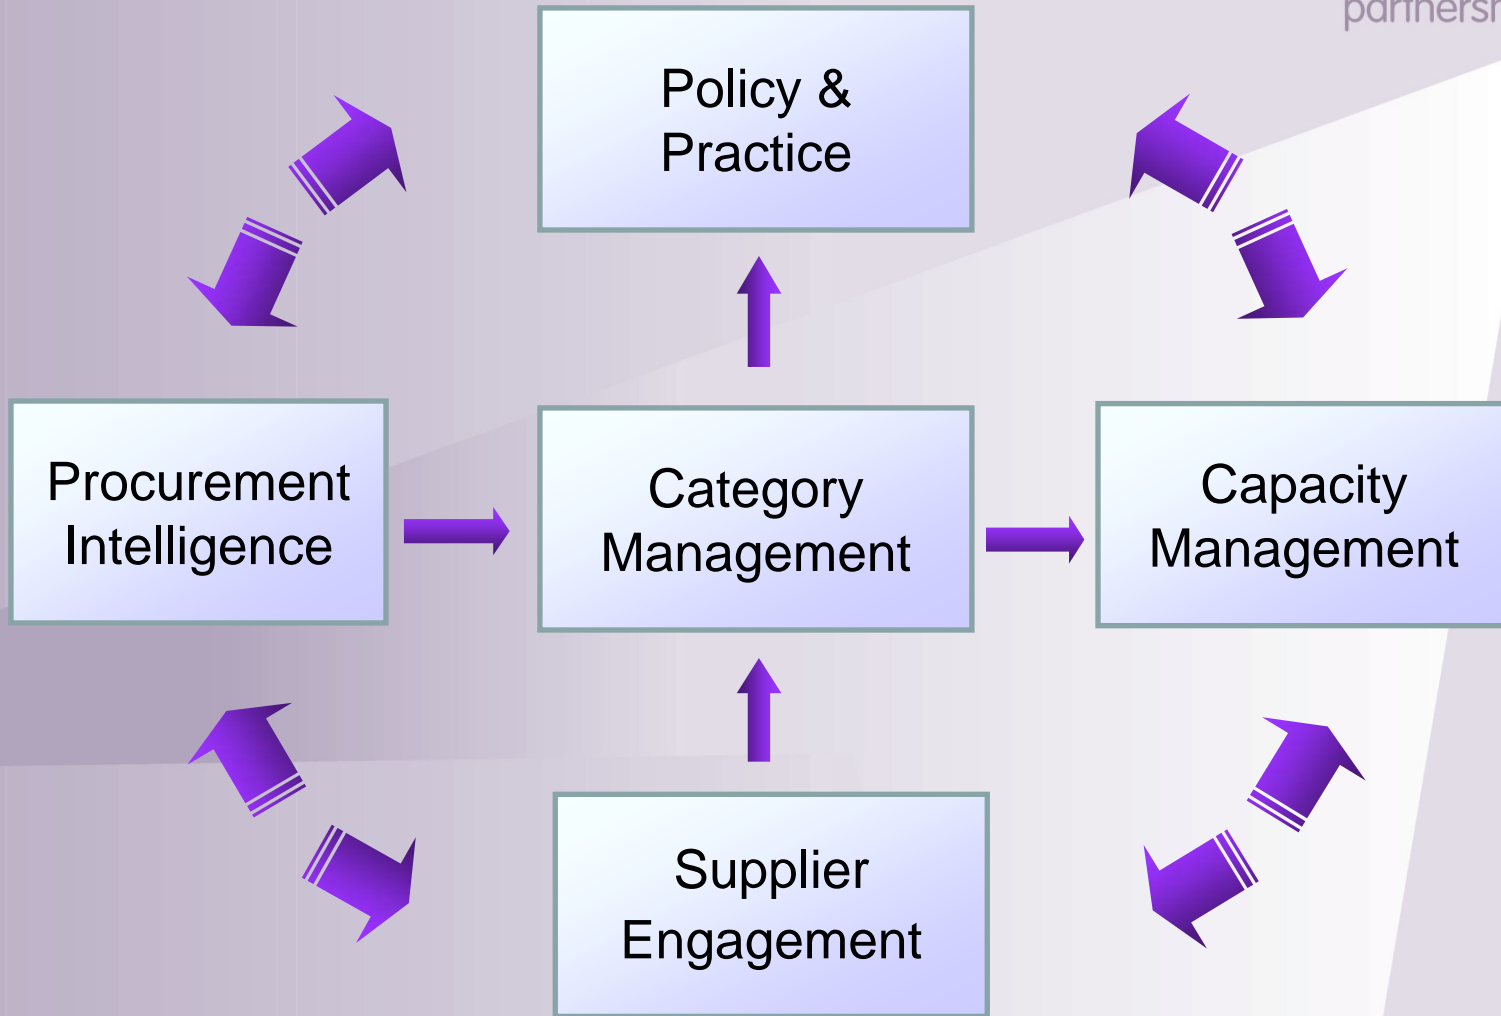 Policy &
Practice
Procurement
Intelligence
Category
Management
Capacity
Management
Supplier
Engagement